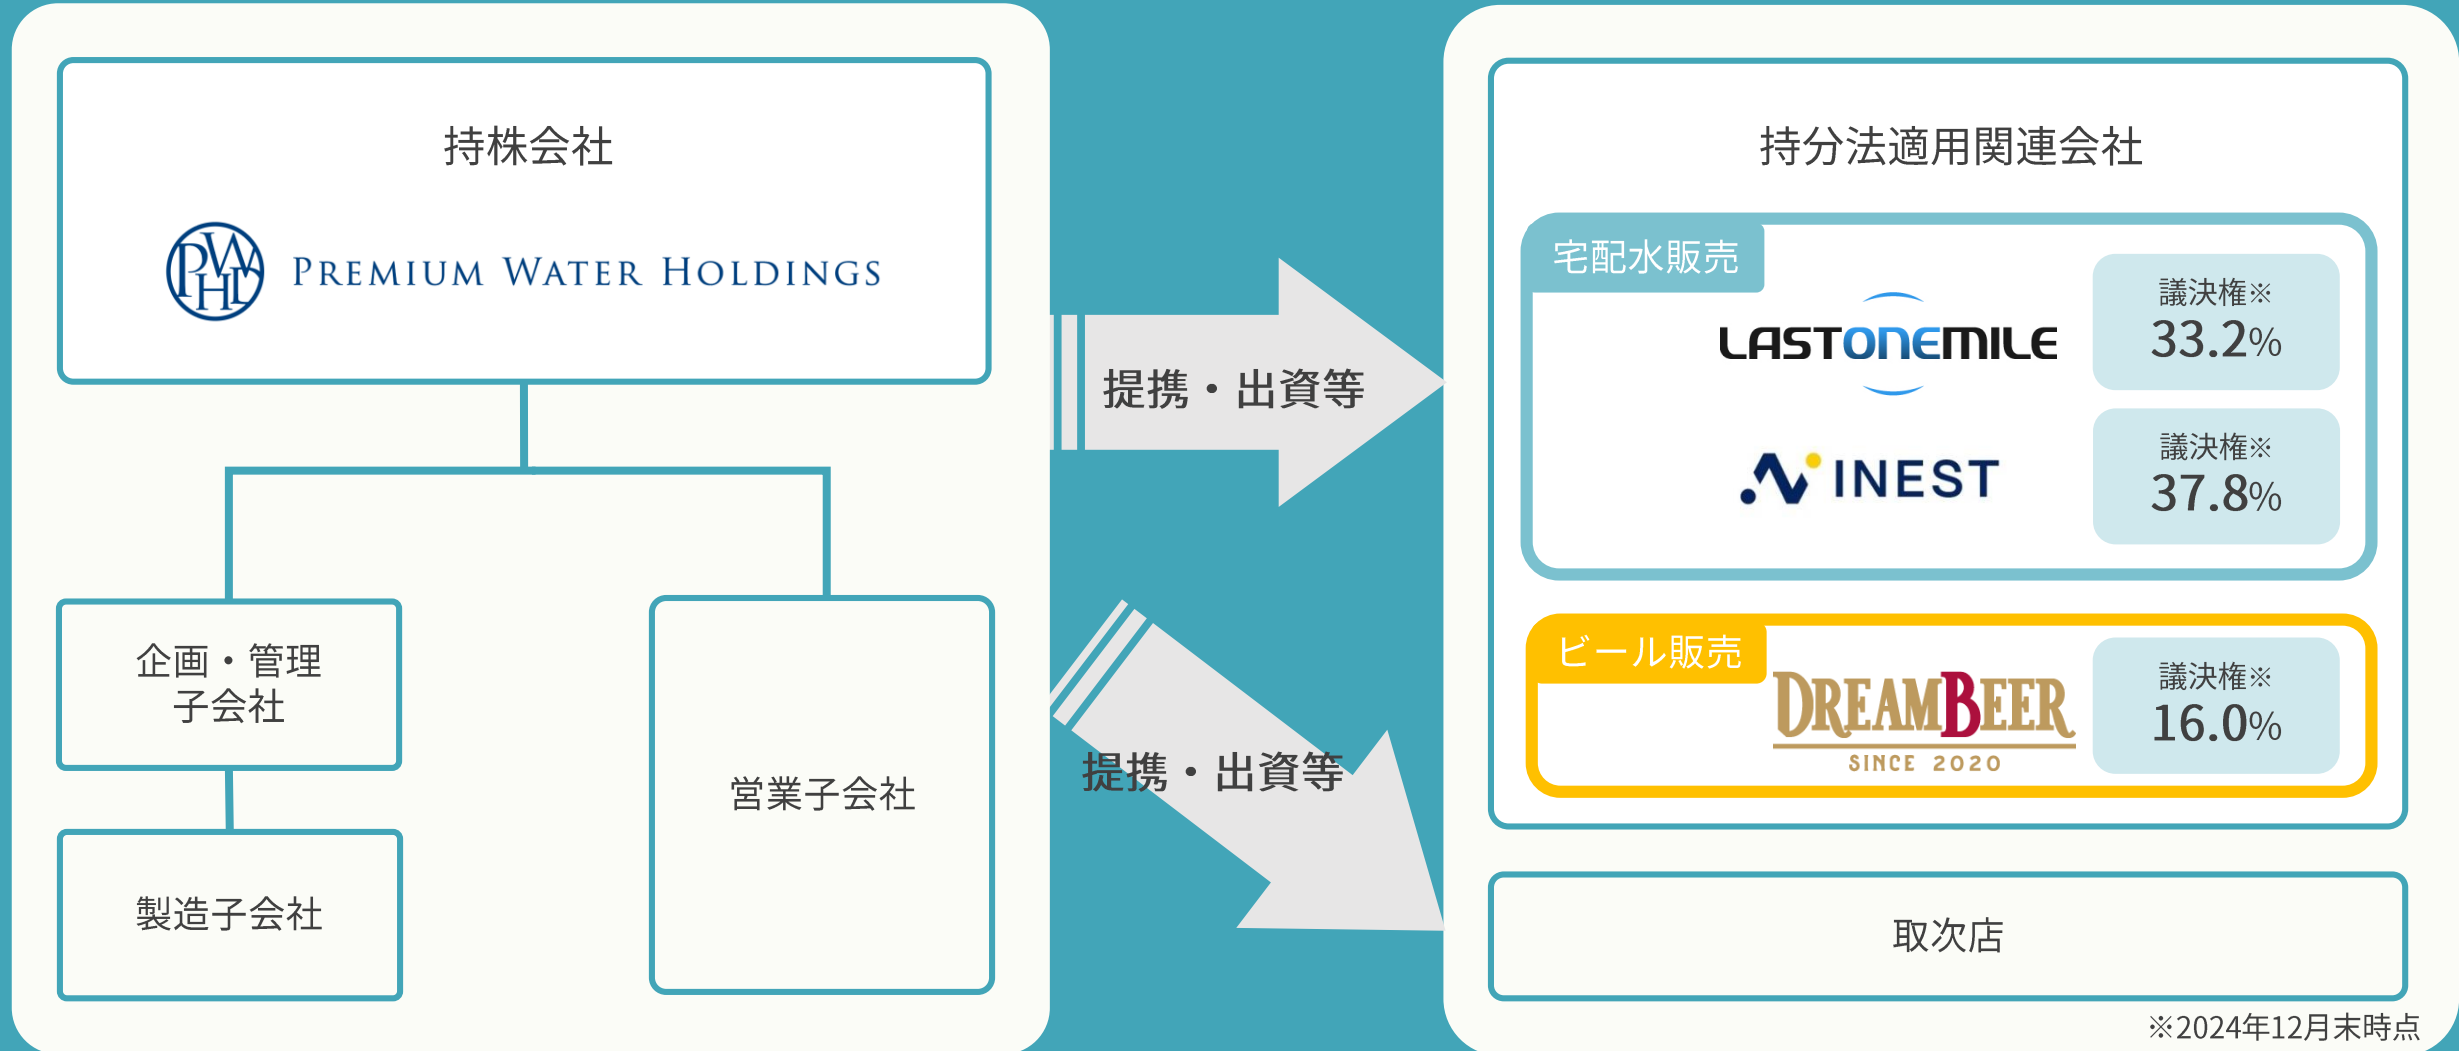 持株会社
PWHD
PREMIUM WATER HOLDINGS
企画・管理
子会社
製造子会社
営業子会社
提携・出資等
提携・出資等
持分法適用関連会社
宅配水販売
LASTONEMILE
議決権※
33.2%
INEST
議決権※
37.8%
ビール販売
DREAMBEER
SINCE 2020
議決権※
16.0%
取次店
※2024年12月末時点